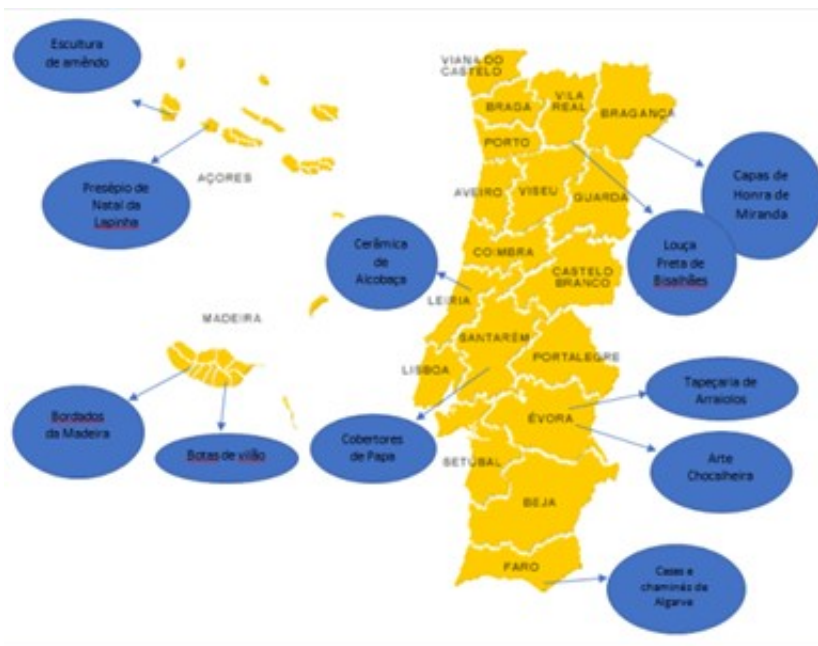 Escultura
de amêndo
Presépio de
Natal da
Lapinha
AÇORES
MADEIRA
Bordados
da Madeira
Botas de vilão
VIANA DO
CASTELO
BRAGA
VILA
REAL
BRAGANÇA
PORTO
AVEIRO
VISEU
GUARDA
COIMBRA
CASTELO
BRANCO
LEIRIA
SANTARÉM
LISBOA
PORTALEGRE
ÉVORA
SETÚBAL
BEJA
FARO
Capas de
Honra de
Miranda
Louça
Preta de
Bisalhães
Cerâmica
de
Alcobaça
Cobertores
de Papa
Tapeçaria de
Arraiolos
Arte
Chocalheira
Casas e
chaminés de
Algarve